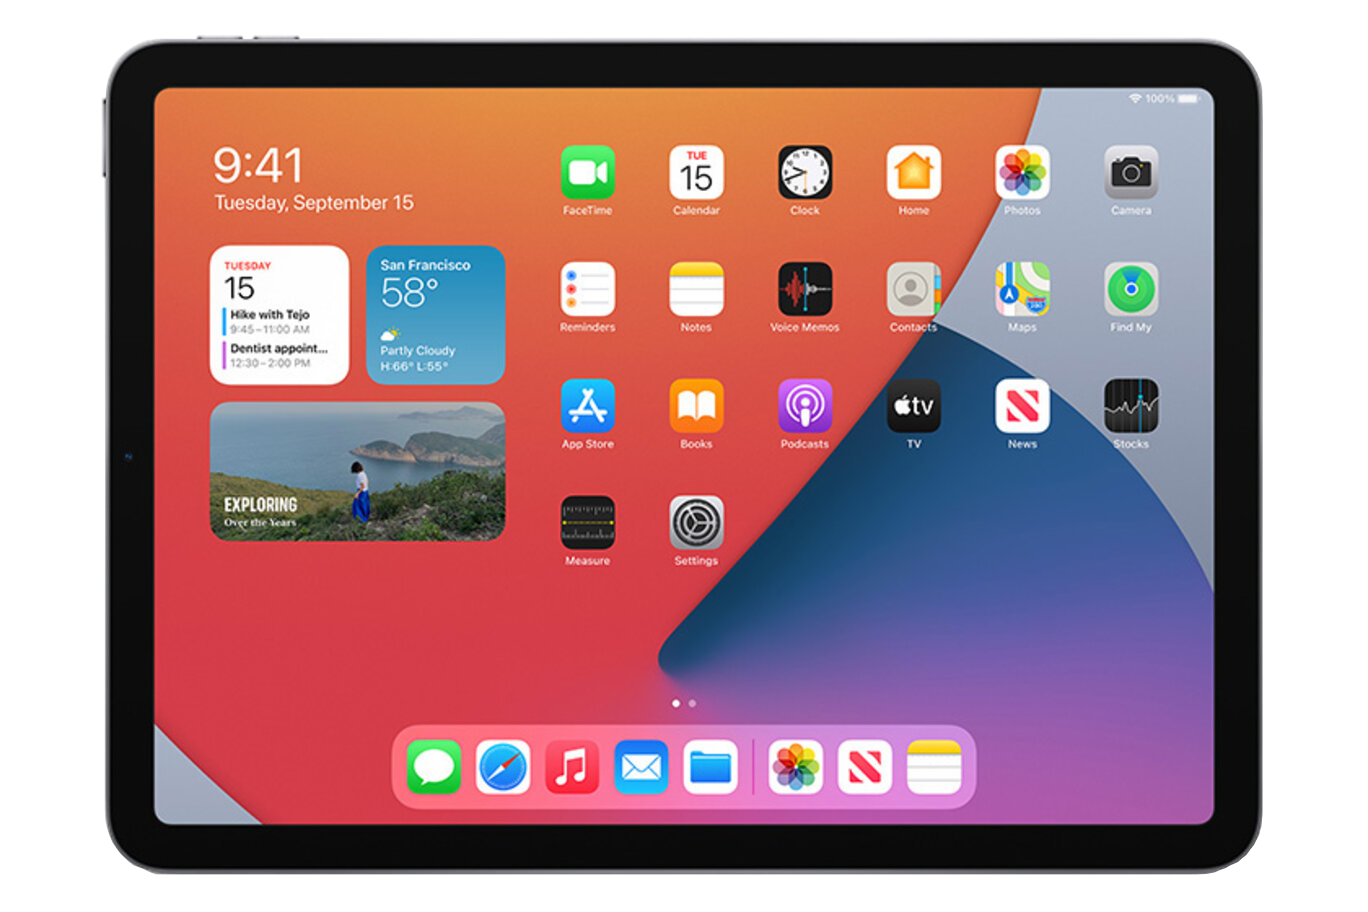 100%
9:41
Tuesday, September 15
TUESDAY
15
Hike with Tejo
9:45–11:00 AM
Dentist appoint...
12:30–2:00 PM
San Francisco
58°
Partly Cloudy
H:66° L:55°
EXPLORING
Over the Years
TUE
15
FaceTime
Calendar
Clock
Home
Photos
Camera
Reminders
Notes
Voice Memos
Contacts
Maps
Find My
tv
App Store
Books
Podcasts
TV
News
Stocks
Measure
Settings